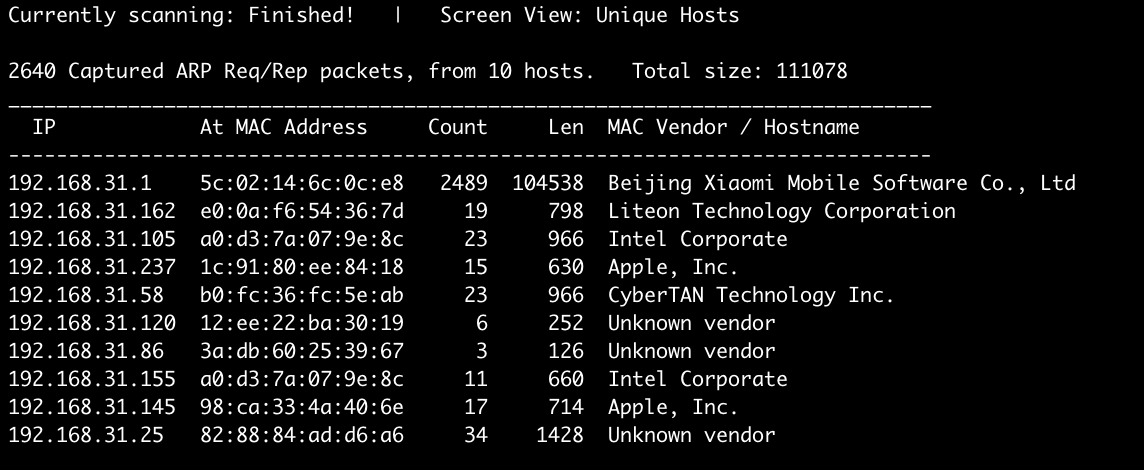 Currently scanning: Finished!   |   Screen View: Unique Hosts
2640 Captured ARP Req/Rep packets, from 10 hosts.   Total size: 111078
_____________________________________________________________________________
  IP            At MAC Address     Count     Len  MAC Vendor / Hostname
-----------------------------------------------------------------------------
192.168.31.1    5c:02:14:6c:0c:e8   2489  104538  Beijing Xiaomi Mobile Software Co., Ltd
192.168.31.162  e0:0a:f6:54:36:7d     19     798  Liteon Technology Corporation
192.168.31.105  a0:d3:7a:07:9e:8c     23     966  Intel Corporate
192.168.31.237  1c:91:80:ee:84:18     15     630  Apple, Inc.
192.168.31.58   b0:fc:36:fc:5e:ab     23     966  CyberTAN Technology Inc.
192.168.31.120  12:ee:22:ba:30:19      6     252  Unknown vendor
192.168.31.86   3a:db:60:25:39:67      3     126  Unknown vendor
192.168.31.155  a0:d3:7a:07:9e:8c     11     660  Intel Corporate
192.168.31.145  98:ca:33:4a:40:6e     17     714  Apple, Inc.
192.168.31.25   82:88:84:ad:d6:a6     34    1428  Unknown vendor